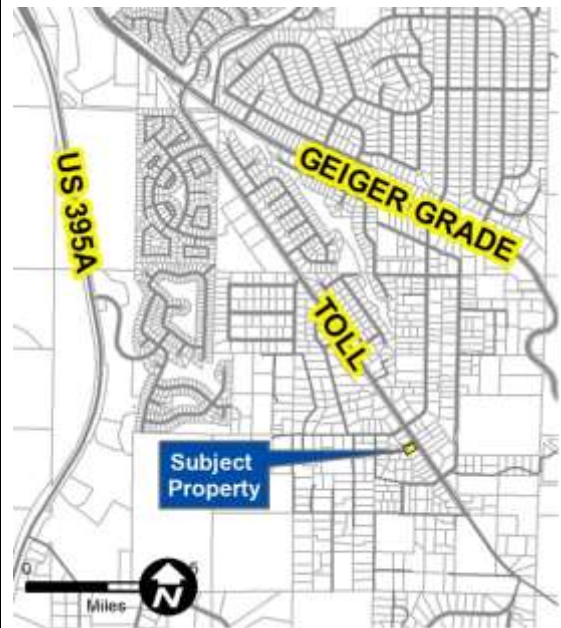 GEIGER GRADE
US 395A
TOLL
Subject
Property
0
Miles
N